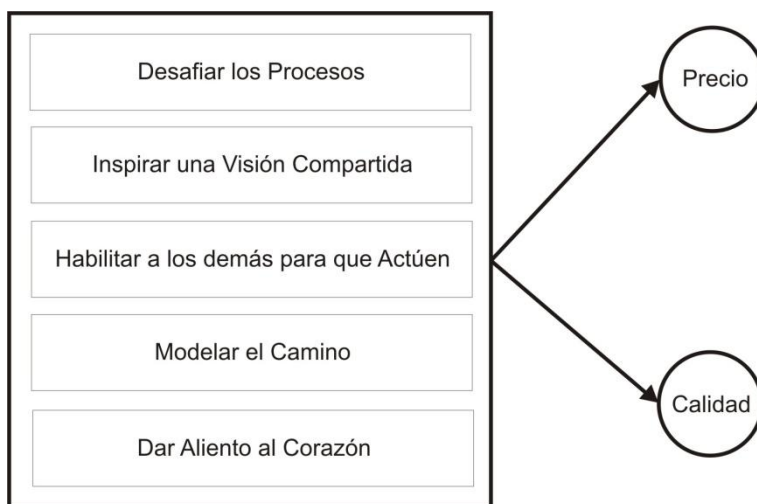 Desafiar los Procesos
Inspirar una Visión Compartida
Habilitar a los demás para que Actúen
Modelar el Camino
Dar Aliento al Corazón
Precio
Calidad